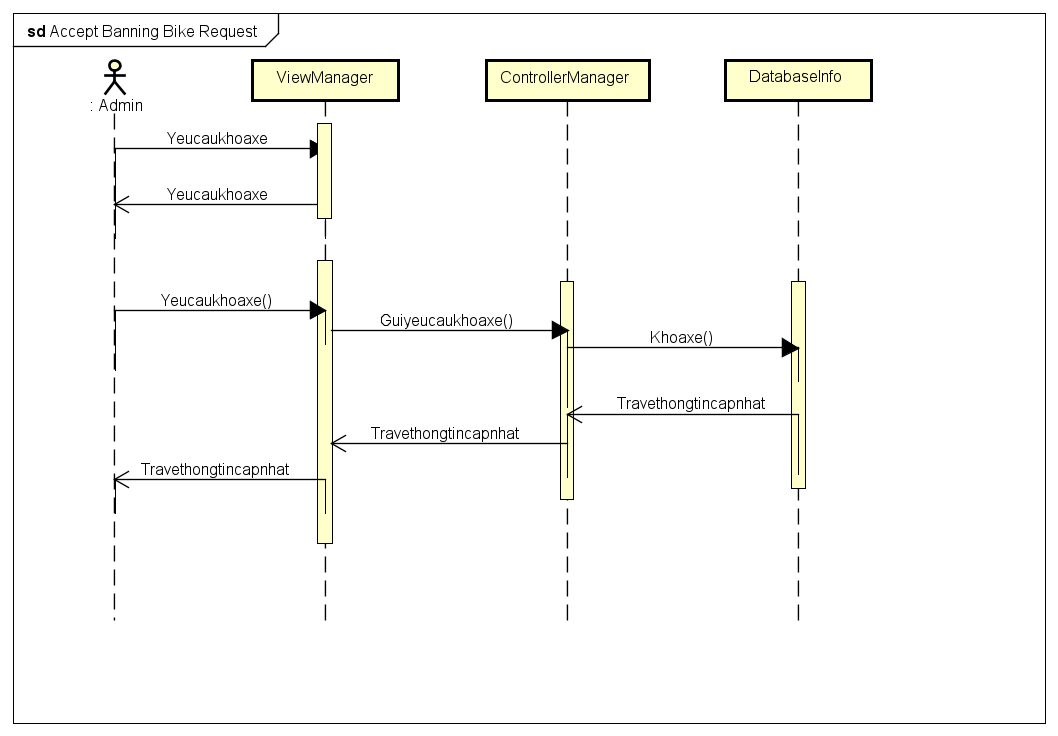 sd Accept Banning Bike Request
: Admin
ViewManager
ControllerManager
DatabaseInfo
Yeucaukhoaxe
Yeucaukhoaxe
Yeucaukhoaxe()
Guiyeucaukhoaxe()
Khoaxe()
Travethongtincapnhat
Travethongtincapnhat
Travethongtincapnhat